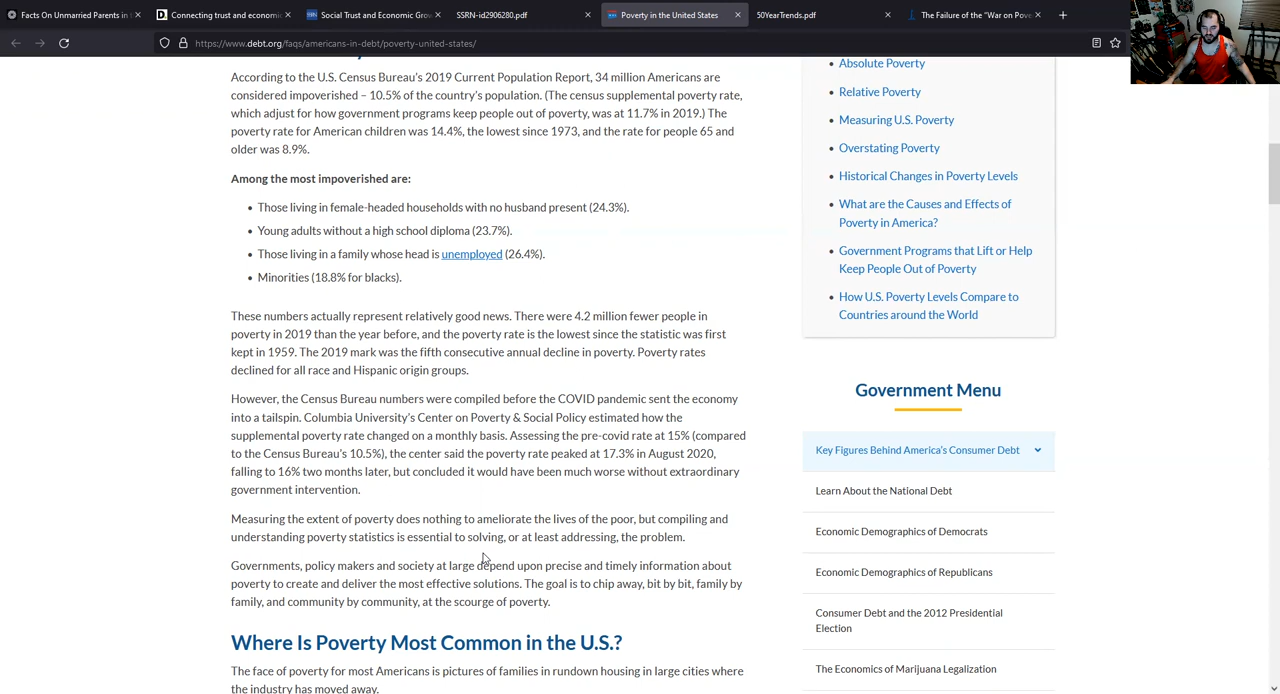 Facts On Unmarried Parents in
Connecting trust and economic
Social Trust and Economic Grow
SSRN-id2906280.pdf
Poverty in the United States
50YearTrends.pdf
The Failure of the "War on Pove
https://www.debt.org/faqs/americans-in-debt/poverty-united-states/
According to the U.S. Census Bureau's 2019 Current Population Report, 34 million Americans are
considered impoverished – 10.5% of the country's population. (The census supplemental poverty rate,
which adjust for how government programs keep people out of poverty, was at 11.7% in 2019.) The
poverty rate for American children was 14.4%, the lowest since 1973, and the rate for people 65 and
older was 8.9%.
Among the most impoverished are:
Those living in female-headed households with no husband present (24.3%).
Young adults without a high school diploma (23.7%).
Those living in a family whose head is unemployed (26.4%).
Minorities (18.8% for blacks).
These numbers actually represent relatively good news. There were 4.2 million fewer people in
poverty in 2019 than the year before, and the poverty rate is the lowest since the statistic was first
kept in 1959. The 2019 mark was the fifth consecutive annual decline in poverty. Poverty rates
declined for all race and Hispanic origin groups.
However, the Census Bureau numbers were compiled before the COVID pandemic sent the economy
into a tailspin. Columbia University's Center on Poverty & Social Policy estimated how the
supplemental poverty rate changed on a monthly basis. Assessing the pre-covid rate at 15% (compared
to the Census Bureau's 10.5%), the center said the poverty rate peaked at 17.3% in August 2020,
falling to 16% two months later, but concluded it would have been much worse without extraordinary
government intervention.
Measuring the extent of poverty does nothing to ameliorate the lives of the poor, but compiling and
understanding poverty statistics is essential to solving, or at least addressing, the problem.
Governments, policy makers and society at large depend upon precise and timely information about
poverty to create and deliver the most effective solutions. The goal is to chip away, bit by bit, family by
family, and community by community, at the scourge of poverty.
Where Is Poverty Most Common in the U.S.?
The face of poverty for most Americans is pictures of families in rundown housing in large cities where
the industry has moved away.
Absolute Poverty
Relative Poverty
Measuring U.S. Poverty
Overstating Poverty
Historical Changes in Poverty Levels
What are the Causes and Effects of
Poverty in America?
Government Programs that Lift or Help
Keep People Out of Poverty
How U.S. Poverty Levels Compare to
Countries around the World
Government Menu
Key Figures Behind America's Consumer Debt
Learn About the National Debt
Economic Demographics of Democrats
Economic Demographics of Republicans
Consumer Debt and the 2012 Presidential
Election
The Economics of Marijuana Legalization